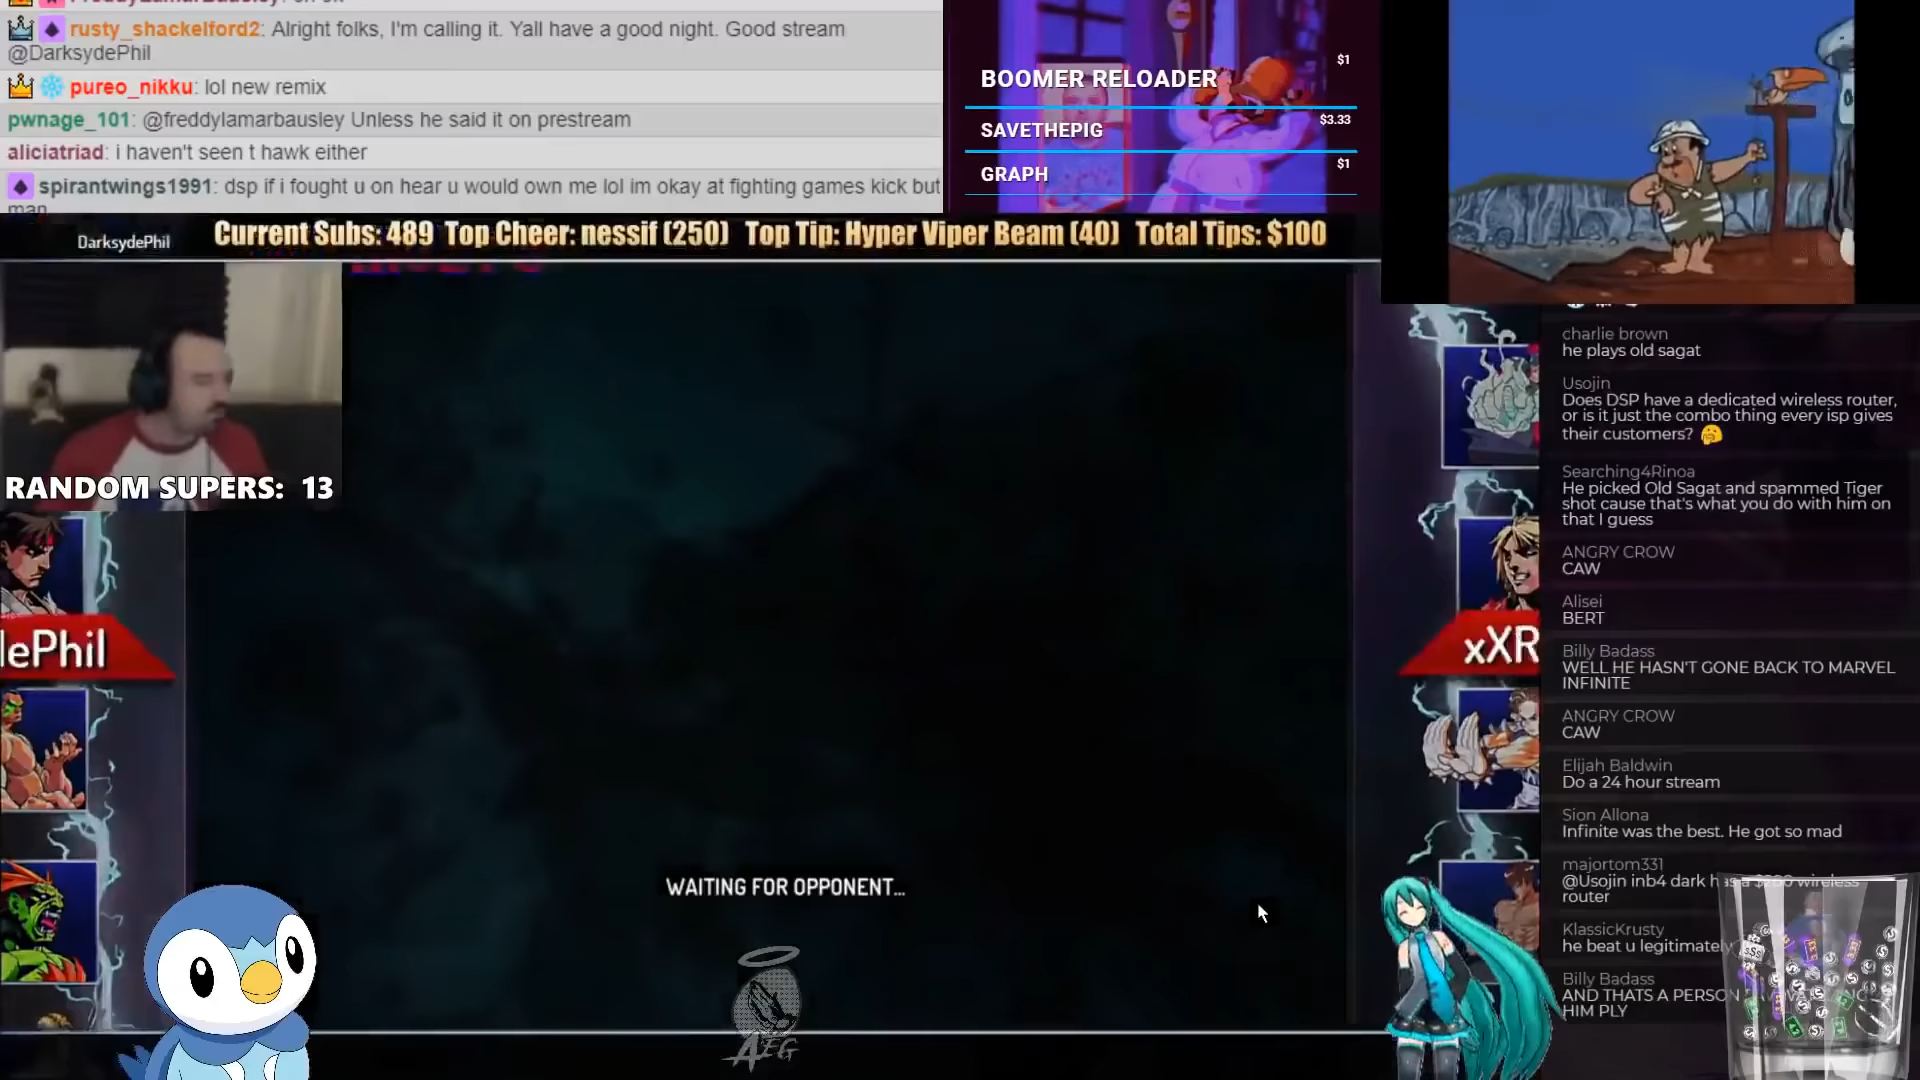 rusty_shackelford2: Alright folks, I'm calling it. Yall have a good night. Good stream
@DarksydePhil
pureo_nikku: lol new remix
pwnage_101: @freddylamarbausley Unless he said it on prestream
aliciatriad: i haven't seen t hawk either
spirantwings1991: dsp if i fought u on hear u would own me lol im okay at fighting games kick but
man
$1
BOOMER RELOADER
$3.33
SAVETHEPIG
$1
GRAPH
DarksydePhil
Current Subs: 489 Top Cheer: nessif (250) Top Tip: Hyper Viper Beam (40) Total Tips: $100
RANDOM SUPERS: 13
dePhil
xXR
WAITING FOR OPPONENT...
AEG
charlie brown
he plays old sagat
Usojin
Does DSP have a dedicated wireless router,
or is it just the combo thing every isp gives
their customers? 🤔
Searching4Rinoa
He picked Old Sagat and spammed Tiger
shot cause that's what you do with him on
that I guess
ANGRY CROW
CAW
Alisei
BERT
Billy Badass
WELL HE HASN'T GONE BACK TO MARVEL
INFINITE
ANGRY CROW
CAW
Elijah Baldwin
Do a 24 hour stream
Sion Allona
Infinite was the best. He got so mad
majortom331
@Usojin inb4 dark has a wireless
router
KlassicKrusty
he beat u legitimately
Billy Badass
AND THATS A PERSON
HIM PLY